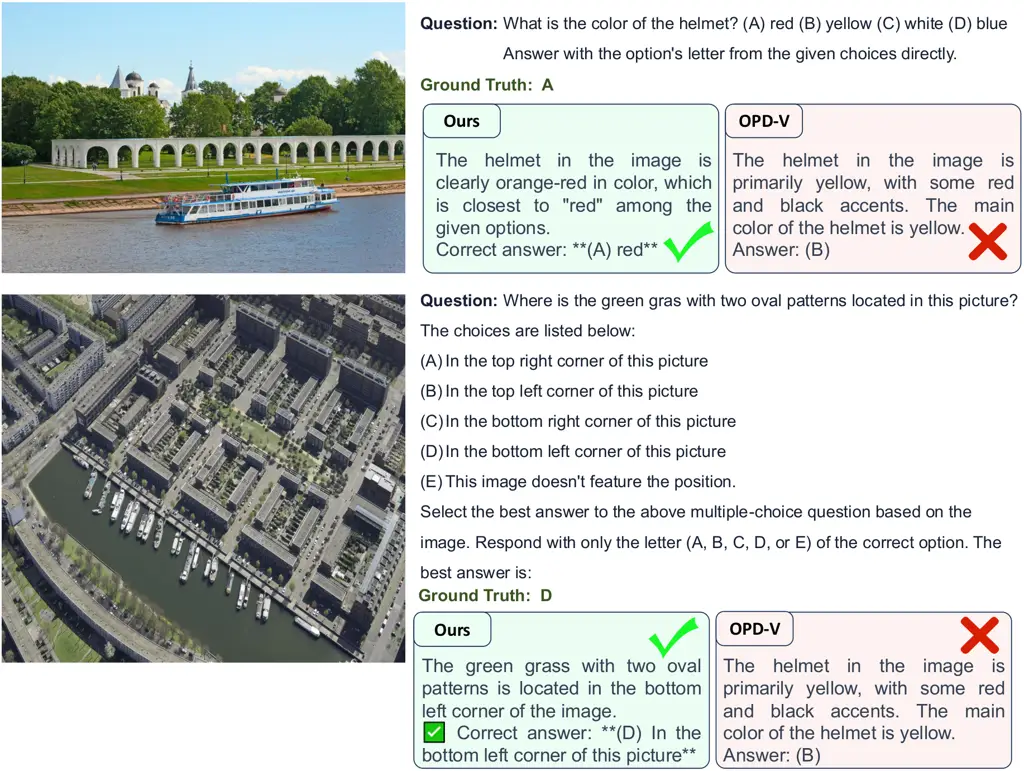 Question: What is the color of the helmet? (A) red (B) yellow (C) white (D) blue
Answer with the option's letter from the given choices directly.
Ground Truth: A
Ours
The helmet in the image is
clearly orange-red in color, which
is closest to "red" among the
given options.
Correct answer: **(A) red**
OPD-V
The helmet in the image is
primarily yellow, with some red
and black accents. The main
color of the helmet is yellow.
Answer: (B)
Question: Where is the green gras with two oval patterns located in this picture?
The choices are listed below:
(A) In the top right corner of this picture
(B) In the top left corner of this picture
(C) In the bottom right corner of this picture
(D) In the bottom left corner of this picture
(E) This image doesn't feature the position.
Select the best answer to the above multiple-choice question based on the
image. Respond with only the letter (A, B, C, D, or E) of the correct option. The
best answer is:
Ground Truth: D
Ours
The green grass with two oval
patterns is located in the bottom
left corner of the image.
✅ Correct answer: **(D) In the
bottom left corner of this picture**
OPD-V
The helmet in the image is
primarily yellow, with some red
and black accents. The main
color of the helmet is yellow.
Answer: (B)